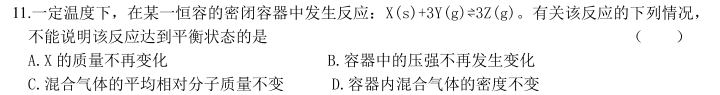 11.一定温度下，在某一恒容的密闭容器中发生反应：X(s)+3Y(g)⇌3Z(g)。有关该反应的下列情况，
不能说明该反应达到平衡状态的是 （ ）
A.X 的质量不再变化 B.容器中的压强不再发生变化
C.混合气体的平均相对分子质量不变 D.容器内混合气体的密度不变